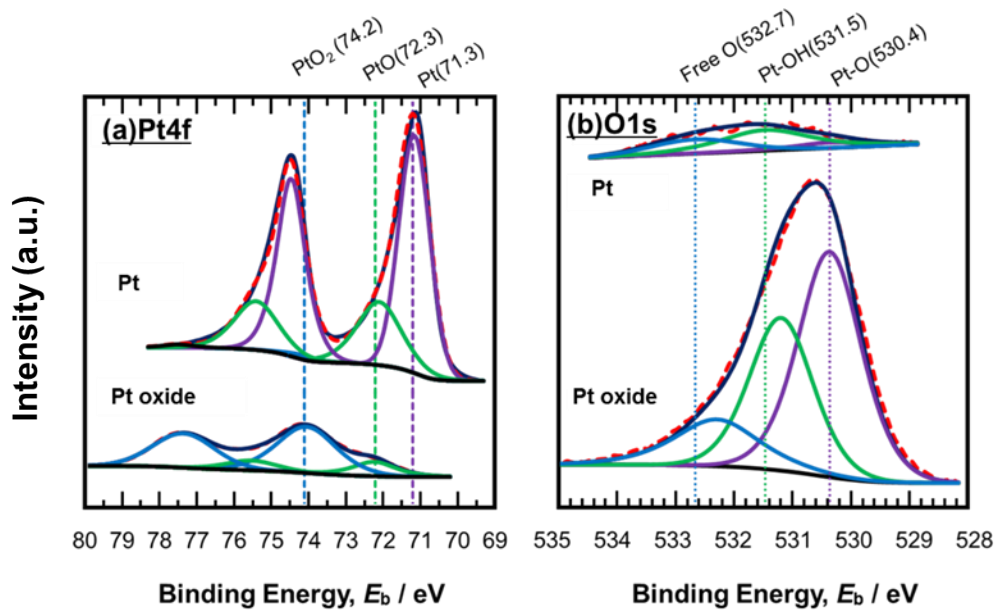 PtO₂ (74.2)
PtO(72.3)
Pt(71.3)
Free O(532.7)
Pt-OH(531.5)
Pt-O(530.4)
(a)Pt4f
(b)O1s
Pt
Pt
Pt oxide
Pt oxide
Intensity (a.u.)
80 79 78 77 76 75 74 73 72 71 70 69
535 534 533 532 531 530 529 528
Binding Energy, E_b / eV
Binding Energy, E_b / eV